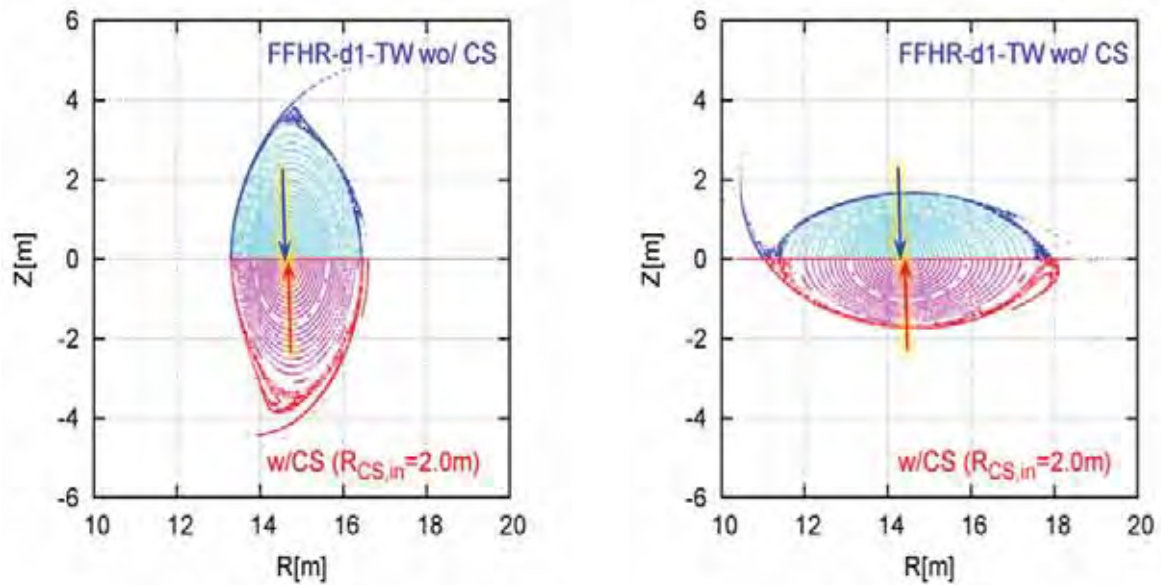 6
FFHR-d1-TW wo/ CS
4
2
Z[m]
0
-2
-4
w/CS (R_CS,in=2.0m)
-6
10 12 14 16 18 20
R[m]
6
FFHR-d1-TW wo/ CS
4
2
Z[m]
0
-2
-4
w/CS (R_CS,in=2.0m)
-6
10 12 14 16 18 20
R[m]